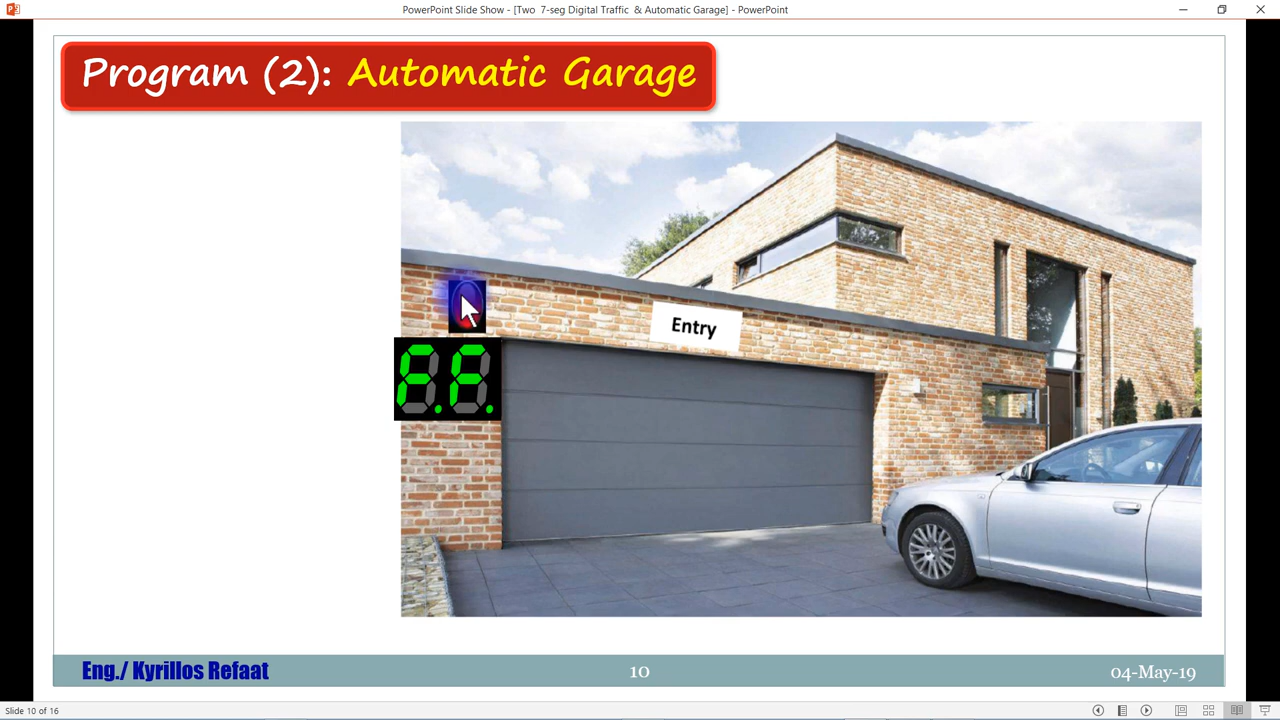 PowerPoint Slide Show - [Two 7-seg Digital Traffic & Automatic Garage] - PowerPoint
Program (2): Automatic Garage
Entry
F.F.
Eng./ Kyrillos Refaat
10
04-May-19
Slide 10 of 16